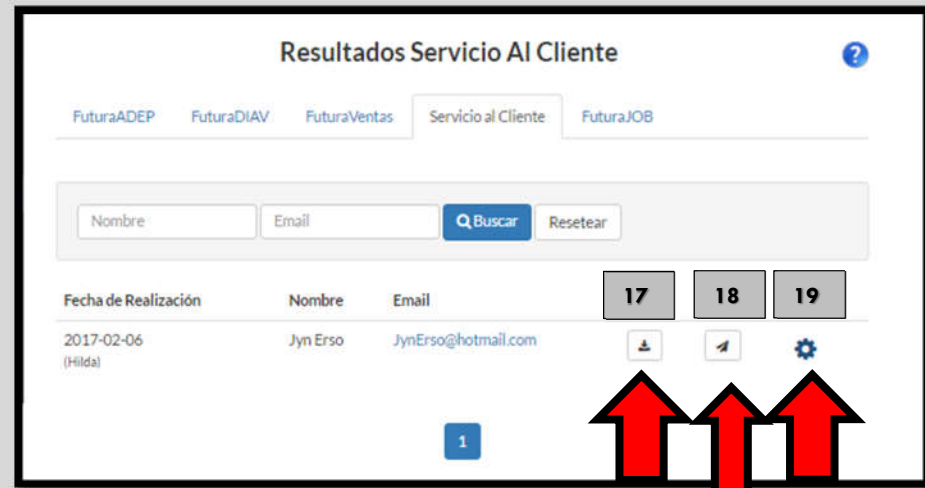 Resultados Servicio Al Cliente
?
FuturaADEP FuturaDIAV FuturaVentas Servicio al Cliente FuturaJOB
Nombre Email Buscar Resetear
17 18 19
Fecha de Realización Nombre Email
2017-02-06 Jyn Erso JynErso@hotmail.com
(Hilda)
1